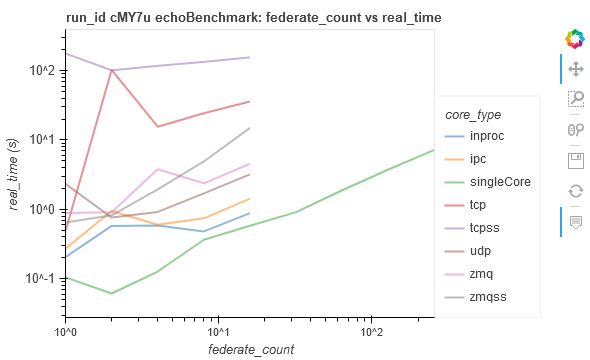 run_id cMY7u echoBenchmark: federate_count vs real_time
10^2
10^1
10^0
10^-1
real_time (s)
10^0
10^1
10^2
federate_count
core_type
inproc
ipc
singleCore
tcp
tcpss
udp
zmq
zmqss